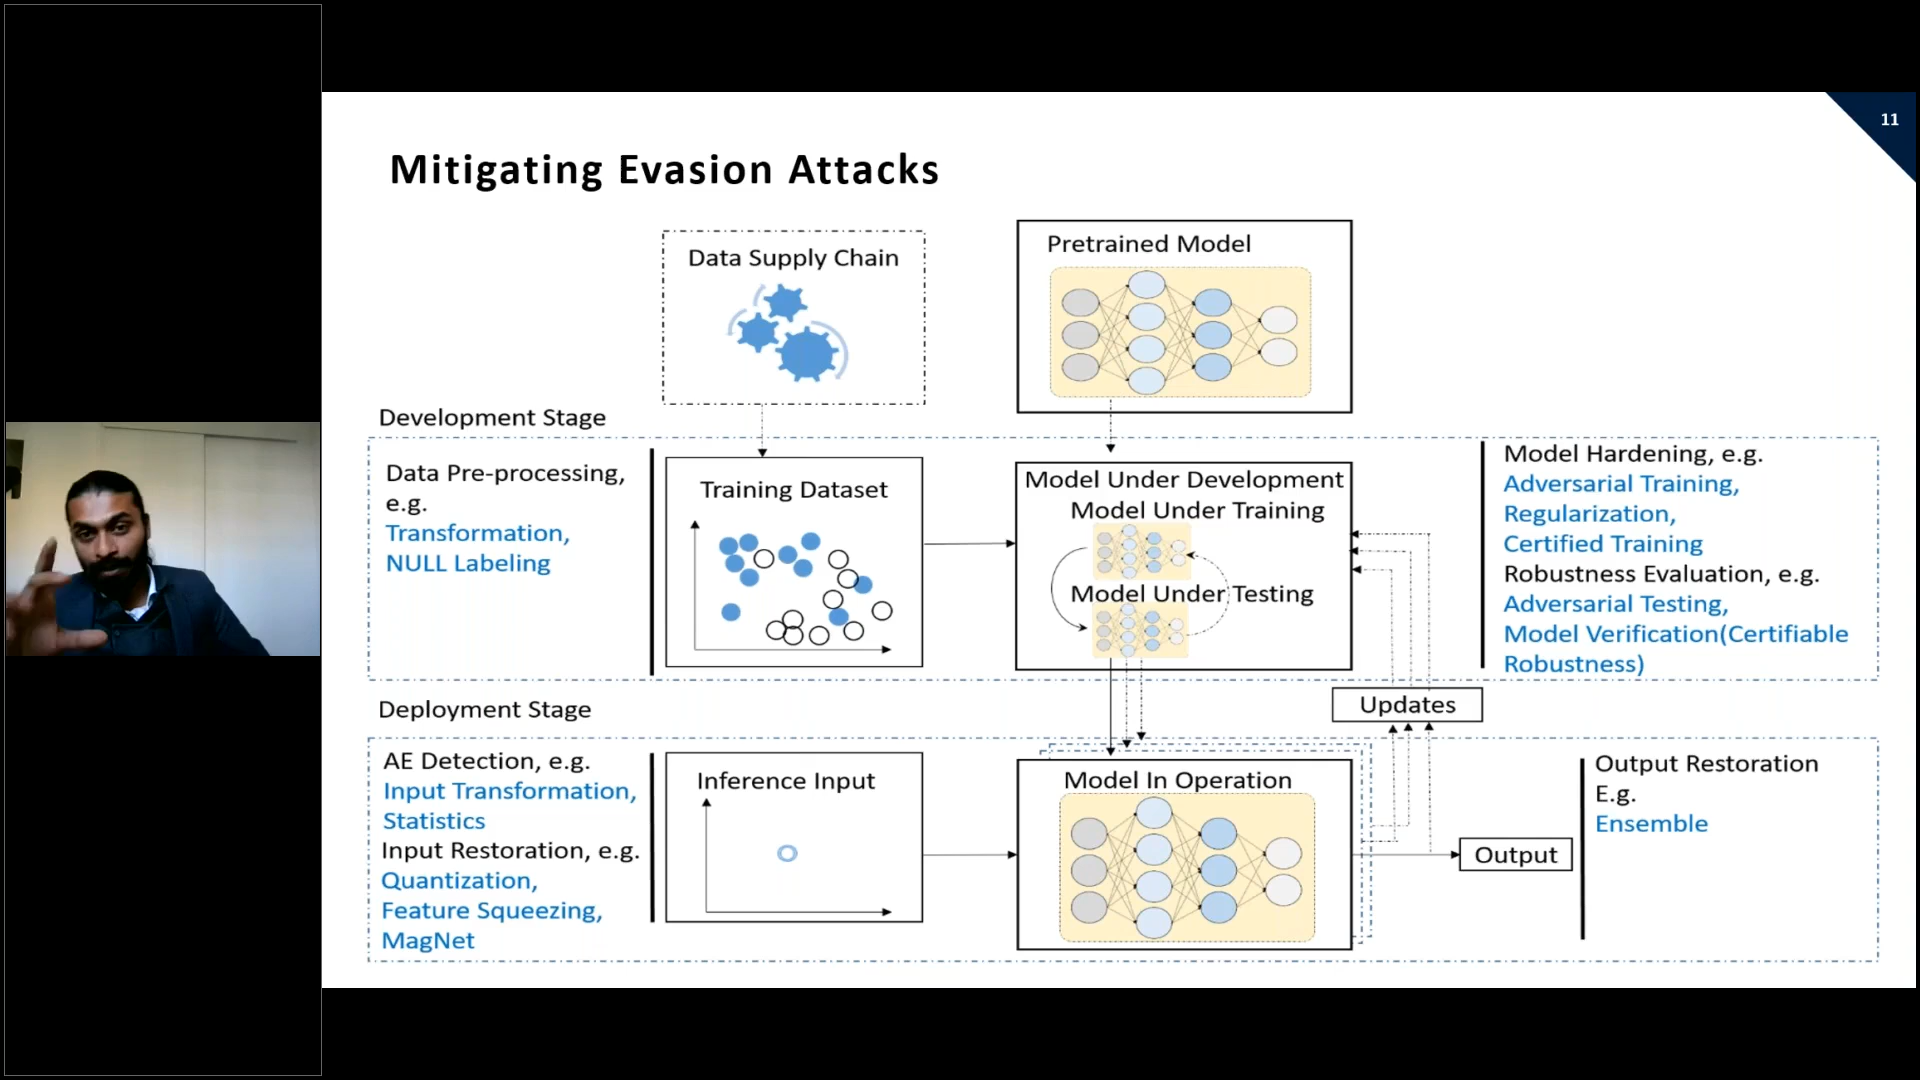 11
Mitigating Evasion Attacks
Data Supply Chain
Pretrained Model
Development Stage
Data Pre-processing,
e.g.
Transformation,
NULL Labeling
Training Dataset
Model Under Development
Model Under Training
Model Under Testing
Model Hardening, e.g.
Adversarial Training,
Regularization,
Certified Training
Robustness Evaluation, e.g.
Adversarial Testing,
Model Verification(Certifiable
Robustness)
Updates
Deployment Stage
AE Detection, e.g.
Input Transformation,
Statistics
Input Restoration, e.g.
Quantization,
Feature Squeezing,
MagNet
Inference Input
Model In Operation
Output
Output Restoration
E.g.
Ensemble